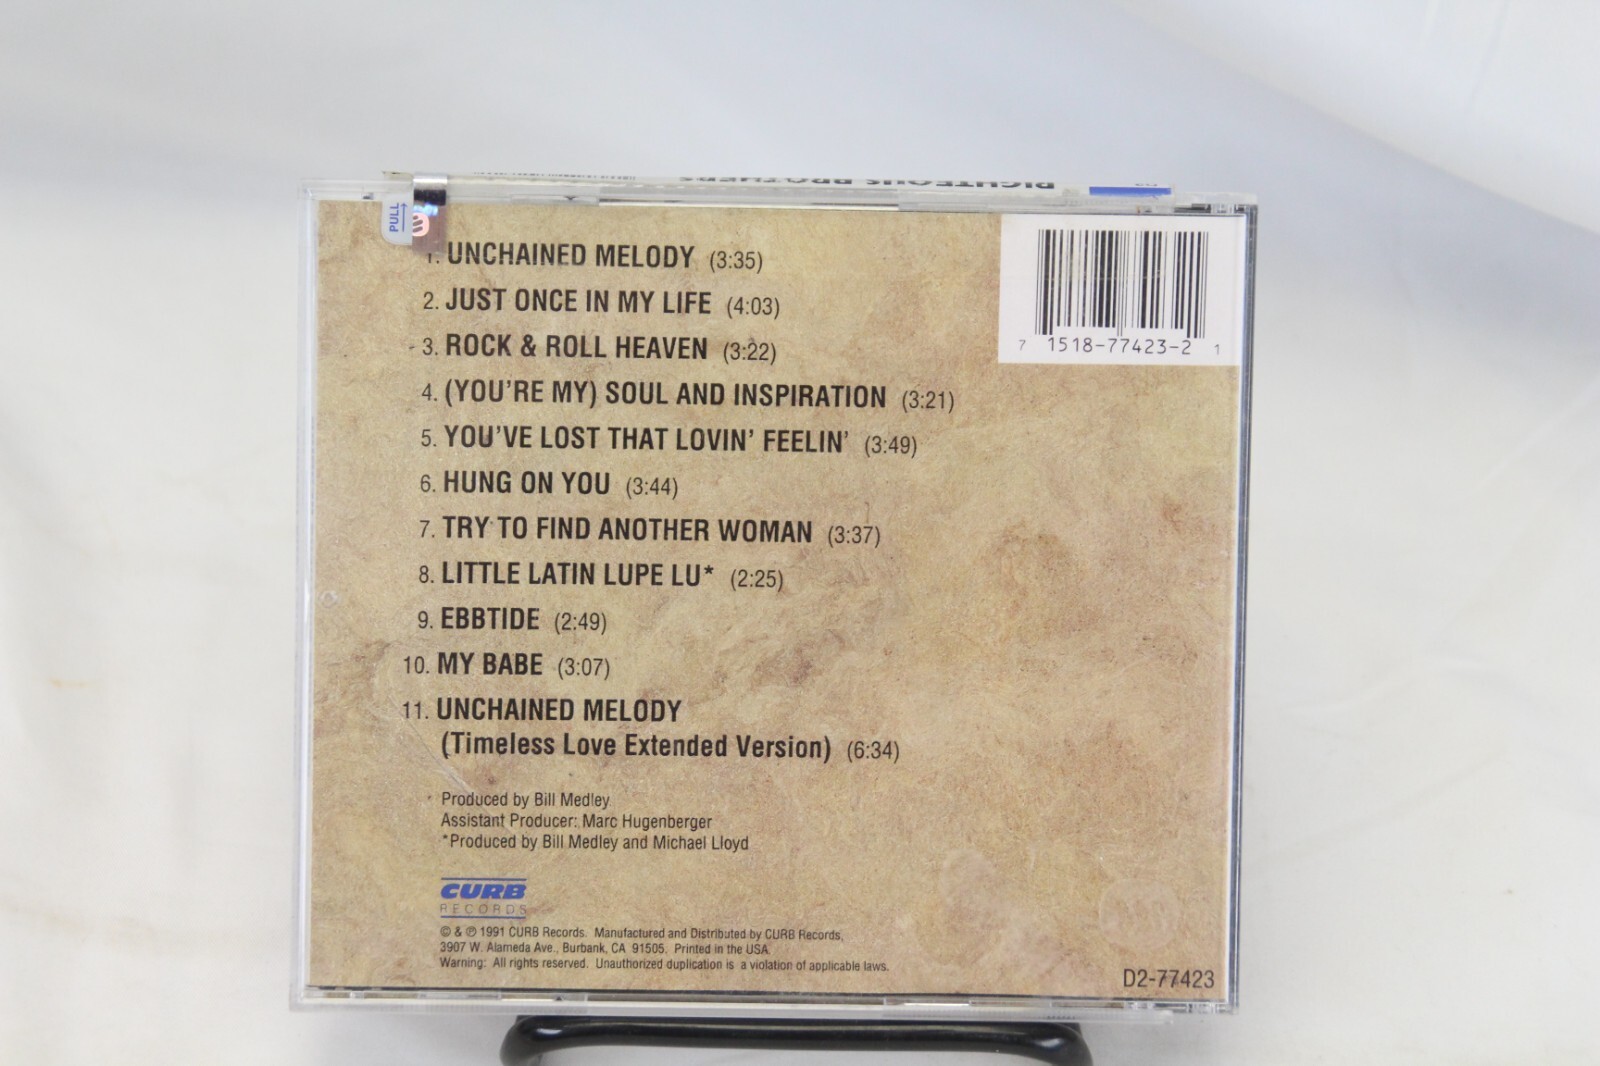 RIGHTEOUS BROTHERS
PULL
1. UNCHAINED MELODY (3:35)
2. JUST ONCE IN MY LIFE (4:03)
3. ROCK & ROLL HEAVEN (3:22)
4. (YOU'RE MY) SOUL AND INSPIRATION (3:21)
5. YOU'VE LOST THAT LOVIN' FEELIN' (3:49)
6. HUNG ON YOU (3:44)
7. TRY TO FIND ANOTHER WOMAN (3:37)
8. LITTLE LATIN LUPE LU* (2:25)
9. EBBTIDE (2:49)
10. MY BABE (3:07)
11. UNCHAINED MELODY
(Timeless Love Extended Version) (6:34)
7 1518-77423-2 1
Produced by Bill Medley
Assistant Producer: Marc Hugenberger
*Produced by Bill Medley and Michael Lloyd
CURB
RECORDS
© & ℗ 1991 CURB Records. Manufactured and Distributed by CURB Records,
3907 W. Alameda Ave., Burbank, CA 91505. Printed in the USA.
Warning: All rights reserved. Unauthorized duplication is a violation of applicable laws.
D2-77423